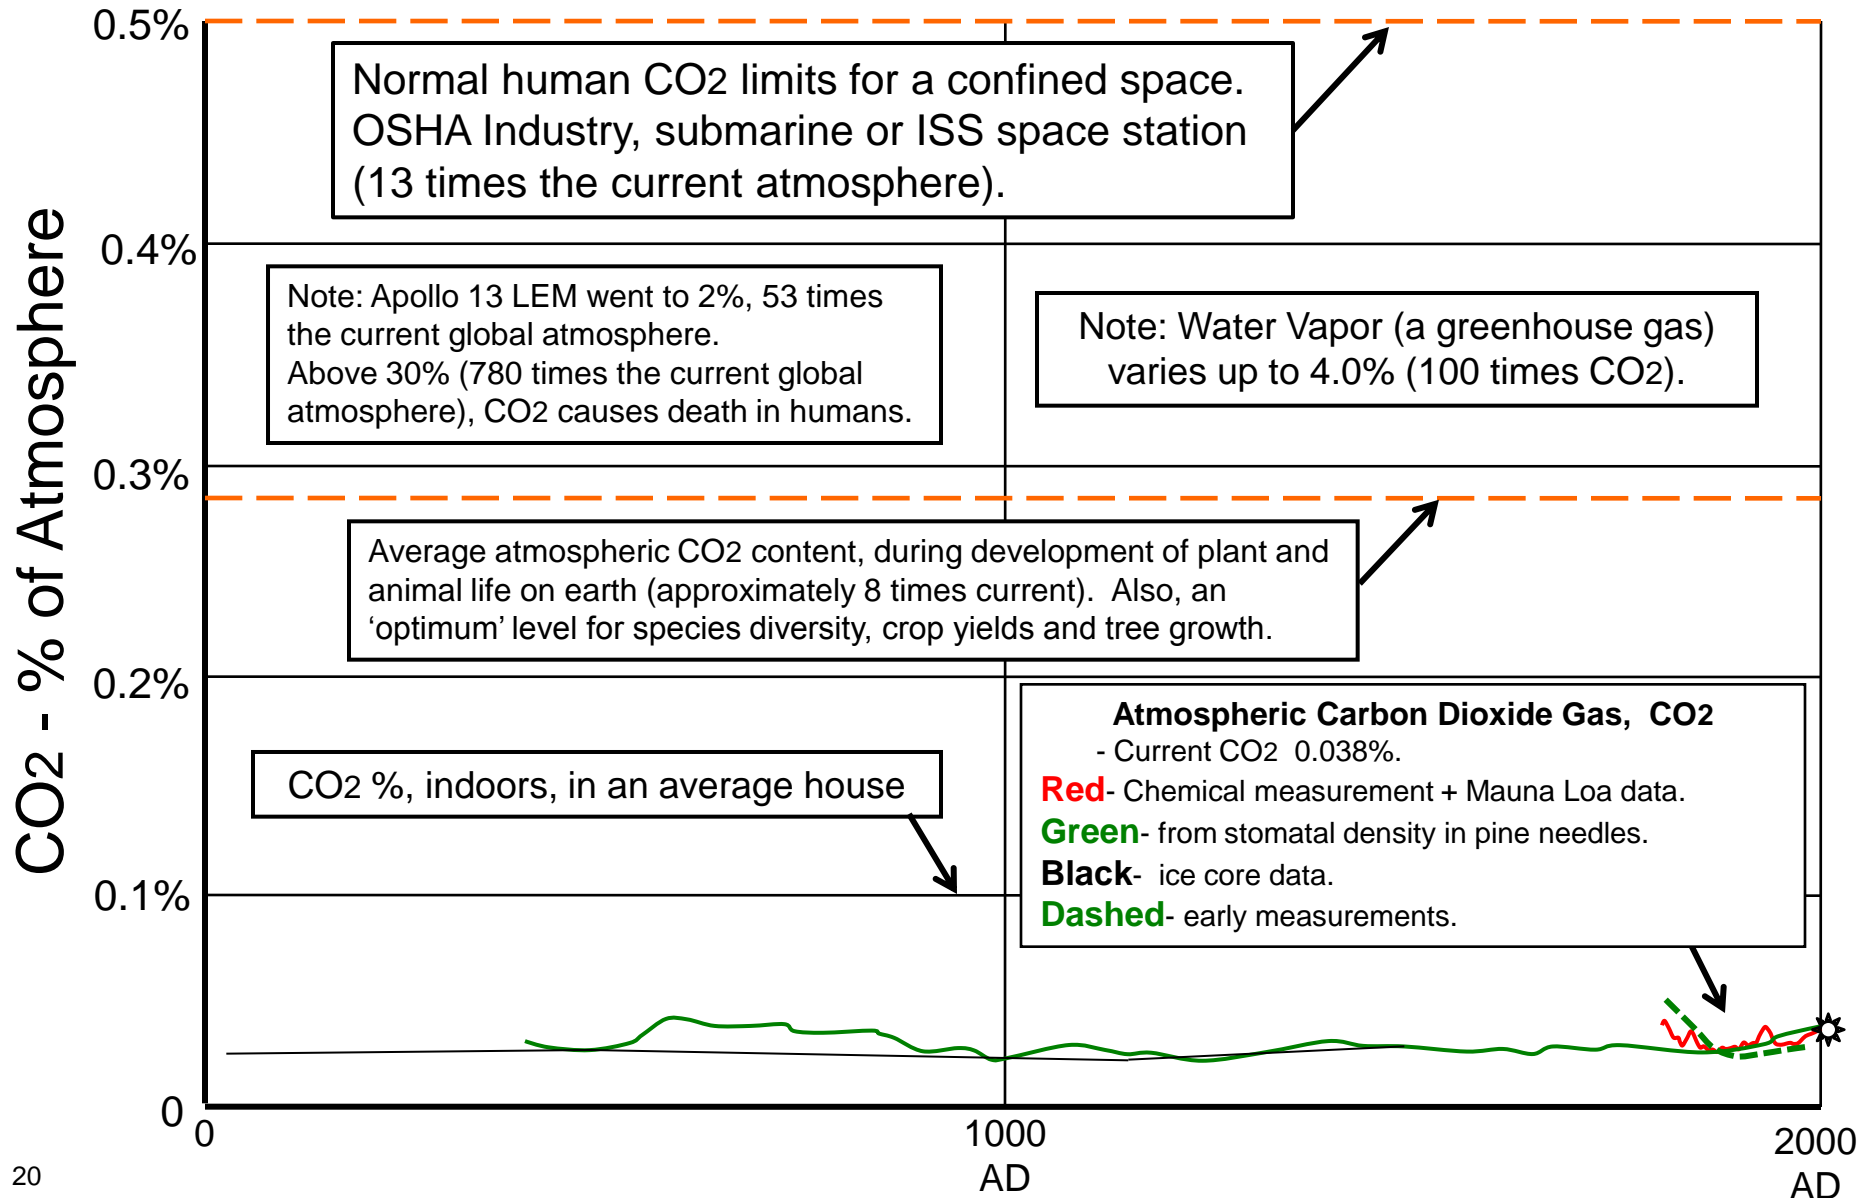 0.5%
Normal human CO2 limits for a confined space.
OSHA Industry, submarine or ISS space station
(13 times the current atmosphere).
0.4%
Note: Apollo 13 LEM went to 2%, 53 times
the current global atmosphere.
Above 30% (780 times the current global
atmosphere), CO2 causes death in humans.
Note: Water Vapor (a greenhouse gas)
varies up to 4.0% (100 times CO2).
CO2 - % of Atmosphere
0.3%
Average atmospheric CO2 content, during development of plant and
animal life on earth (approximately 8 times current). Also, an
‘optimum’ level for species diversity, crop yields and tree growth.
0.2%
Atmospheric Carbon Dioxide Gas, CO2
- Current CO2 0.038%.
Red- Chemical measurement + Mauna Loa data.
Green- from stomatal density in pine needles.
Black- ice core data.
Dashed- early measurements.
CO2 %, indoors, in an average house
0.1%
0
0
1000
AD
2000
AD
20